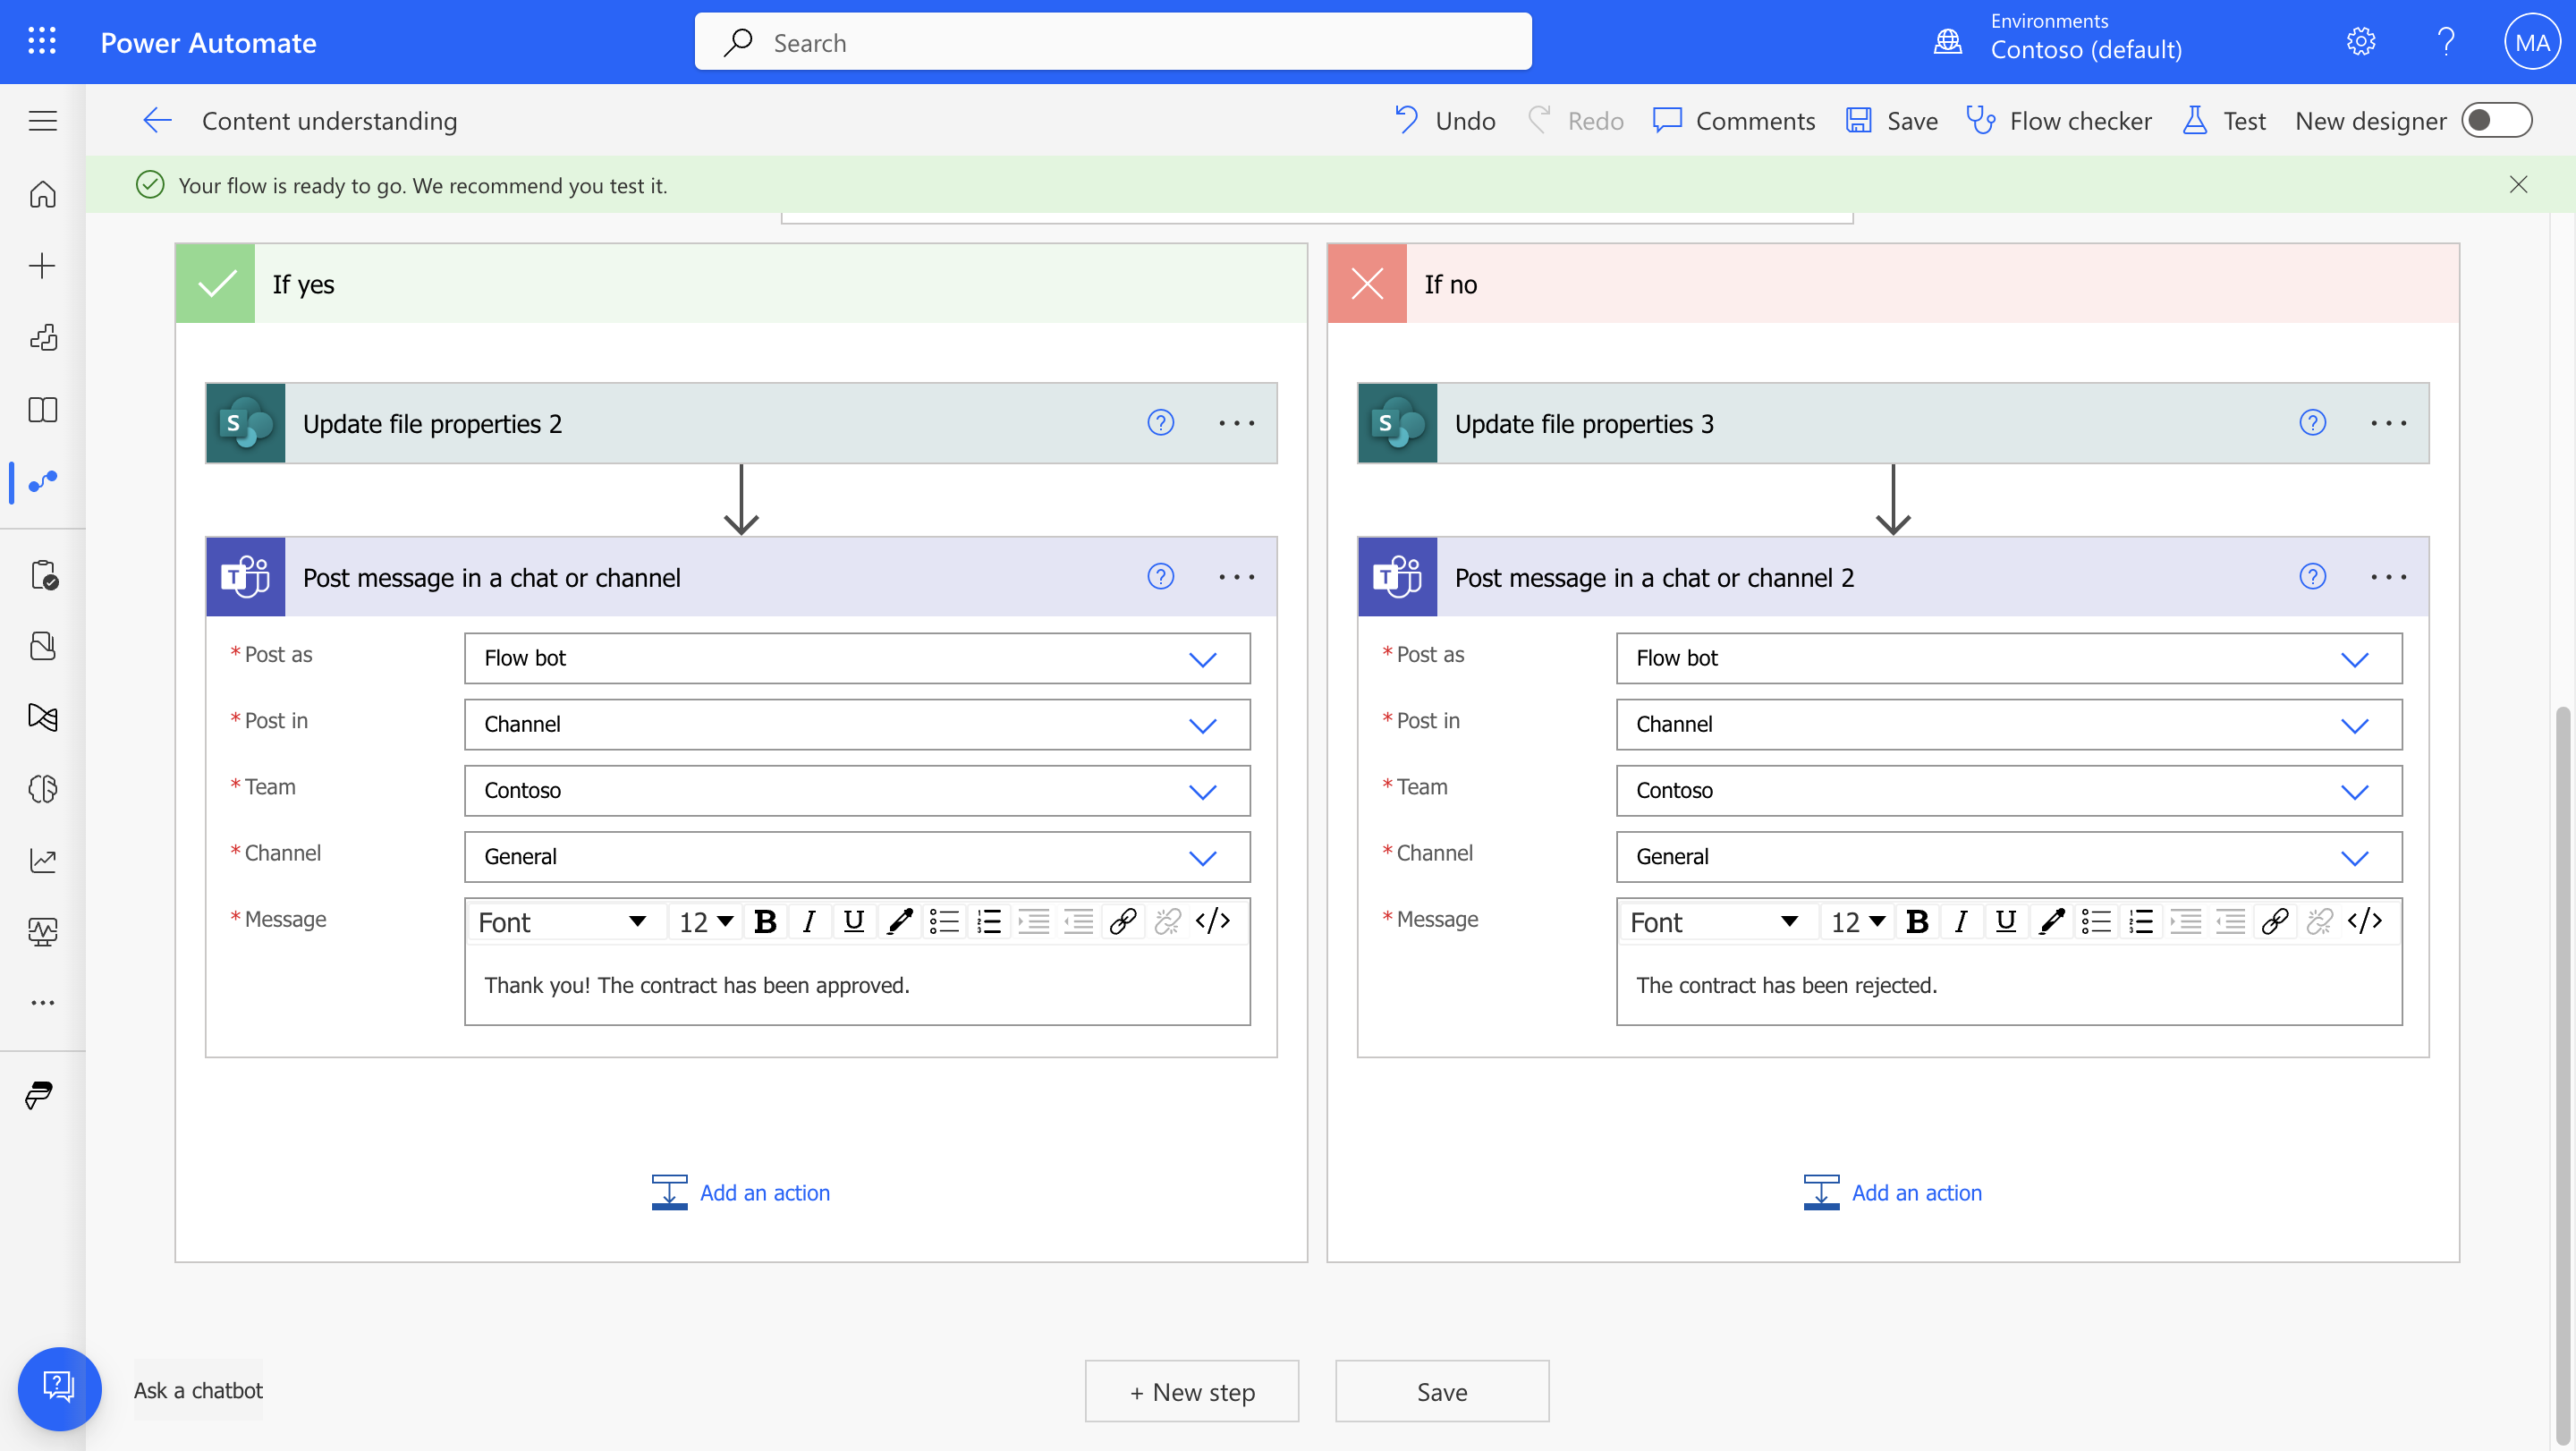 Power Automate
Search
Environments
Contoso (default)
MA
Content understanding
Undo
Redo
Comments
Save
Flow checker
Test
New designer
Your flow is ready to go. We recommend you test it.
If yes
S
Update file properties 2
T
Post message in a chat or channel
* Post as
Flow bot
* Post in
Channel
* Team
Contoso
* Channel
General
* Message
Font 12 B I U </>
Thank you! The contract has been approved.
Add an action
If no
S
Update file properties 3
T
Post message in a chat or channel 2
* Post as
Flow bot
* Post in
Channel
* Team
Contoso
* Channel
General
* Message
Font 12 B I U </>
The contract has been rejected.
Add an action
Ask a chatbot
+ New step
Save